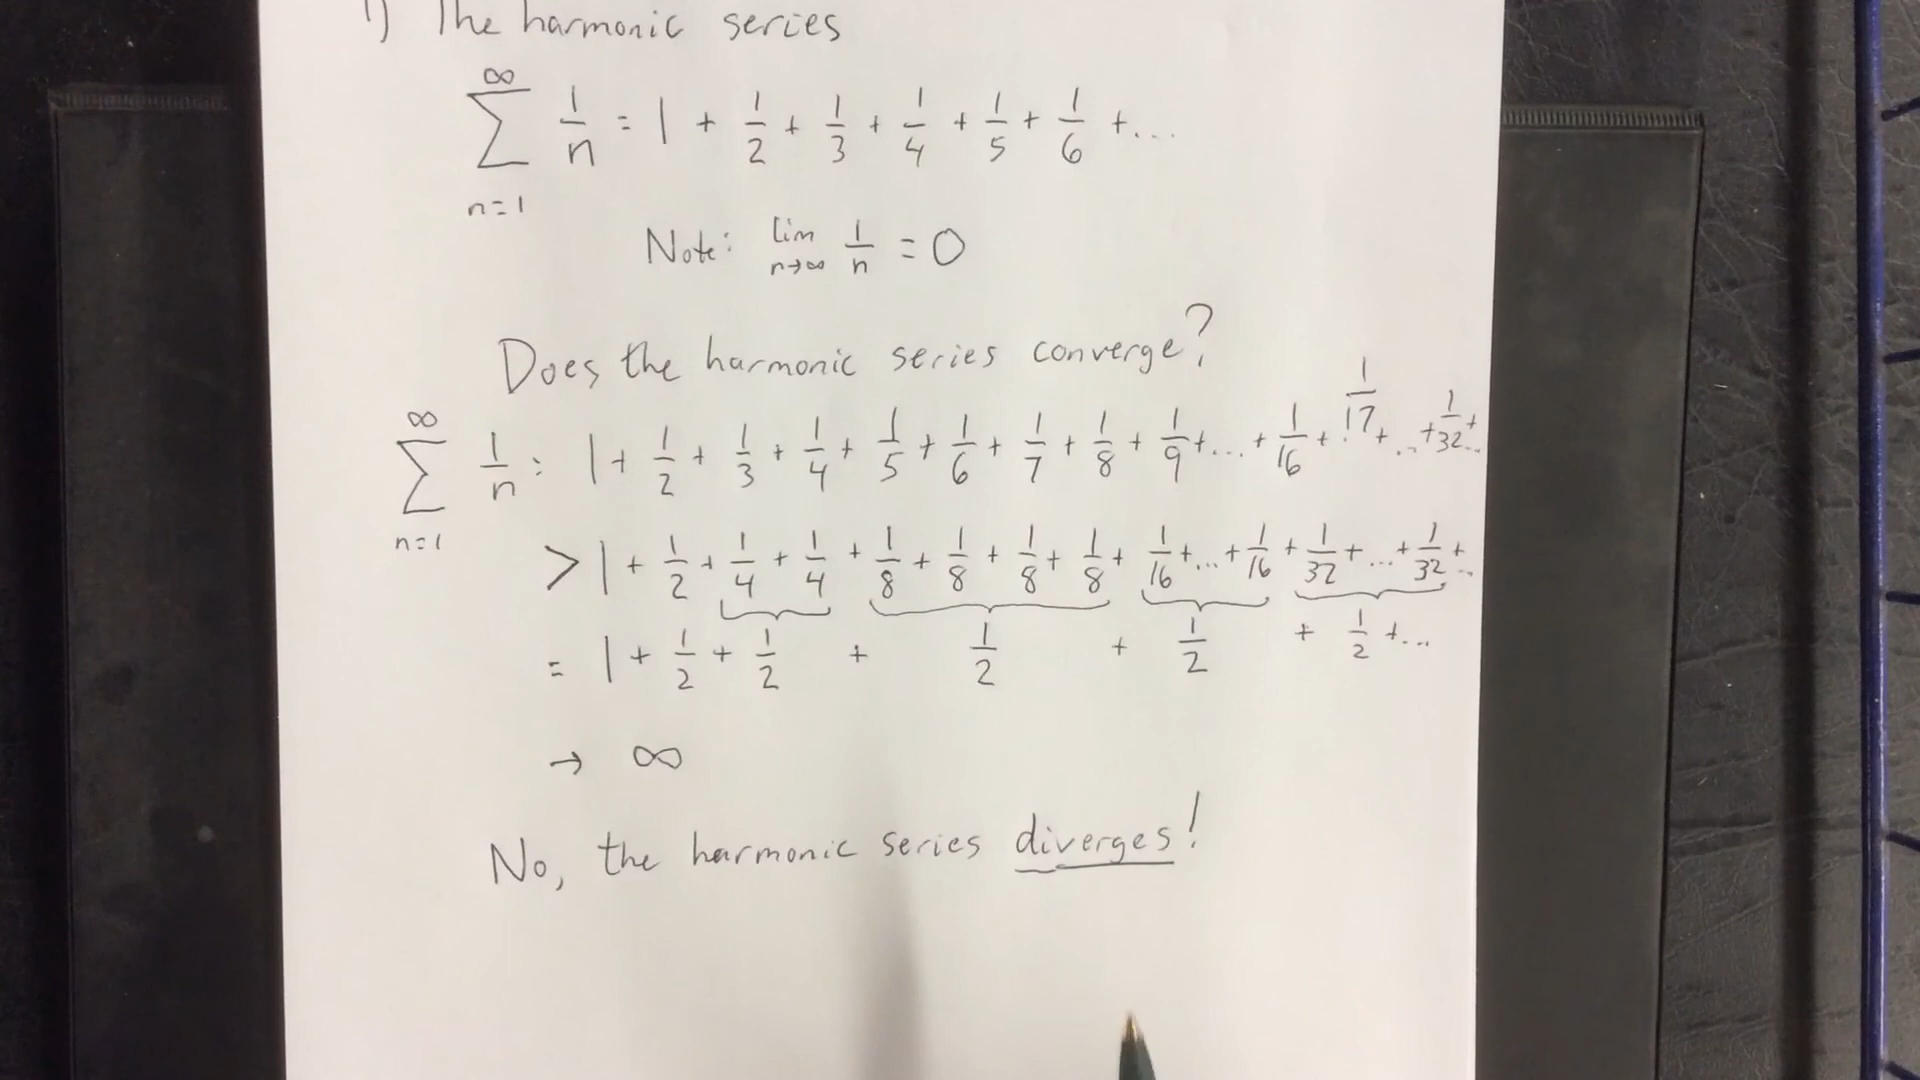 1) The harmonic series
∞
∑ 1/n = 1 + 1/2 + 1/3 + 1/4 + 1/5 + 1/6 + ...
n=1
Note: lim n→∞ 1/n = 0
Does the harmonic series converge?
∞
∑ 1/n = 1 + 1/2 + 1/3 + 1/4 + 1/5 + 1/6 + 1/7 + 1/8 + 1/9 + ... + 1/16 + 1/17 + ... + 1/32 + ...
n=1
> 1 + 1/2 + 1/4 + 1/4 + 1/8 + 1/8 + 1/8 + 1/8 + 1/16 + ... + 1/16 + 1/32 + ... + 1/32 + ...
= 1 + 1/2 + 1/2 + 1/2 + 1/2 + 1/2 + ...
→ ∞
No, the harmonic series diverges!